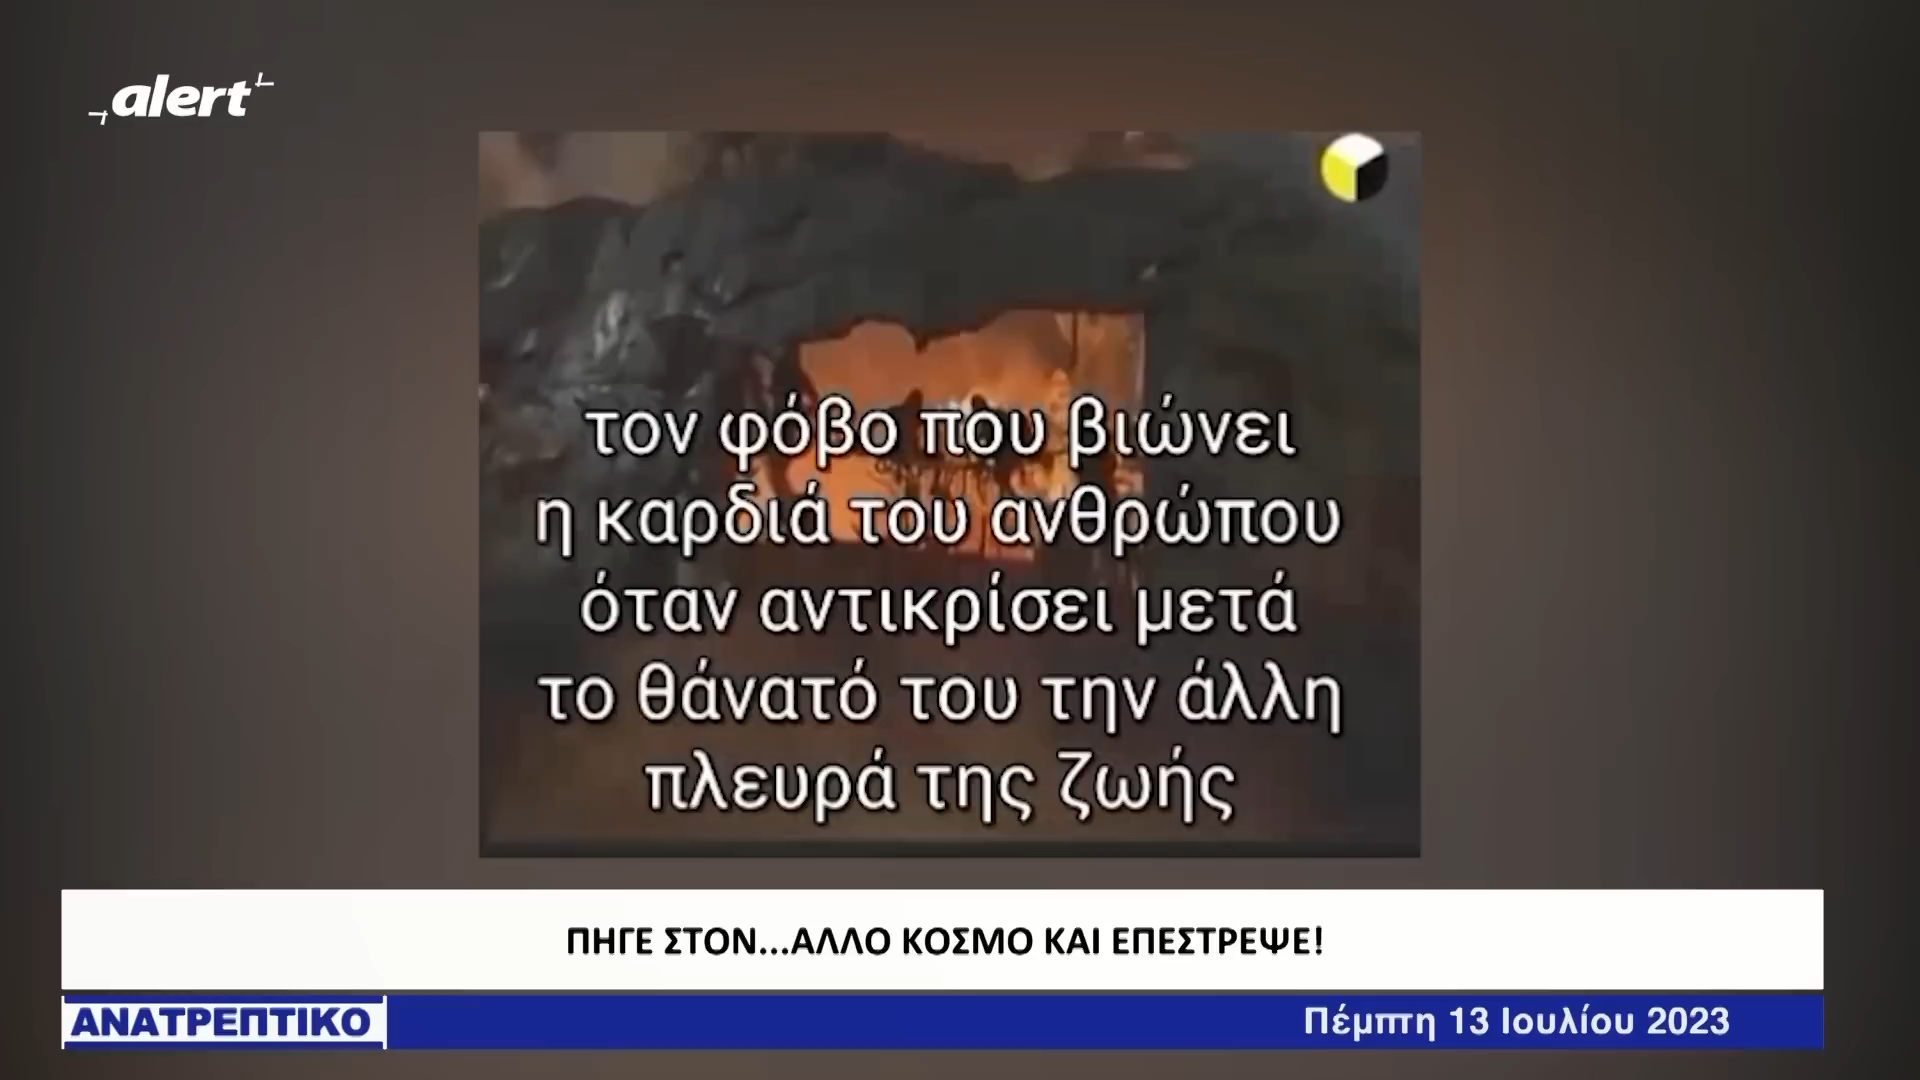 alert
τον φόβο που βιώνει
η καρδιά του ανθρώπου
όταν αντικρίσει μετά
το θάνατό του την άλλη
πλευρά της ζωής
ΠΗΓΕ ΣΤΟΝ...ΑΛΛΟ ΚΟΣΜΟ ΚΑΙ ΕΠΕΣΤΡΕΨΕ!
ΑΝΑΤΡΕΠΤΙΚΟ
Πέμπτη 13 Ιουλίου 2023